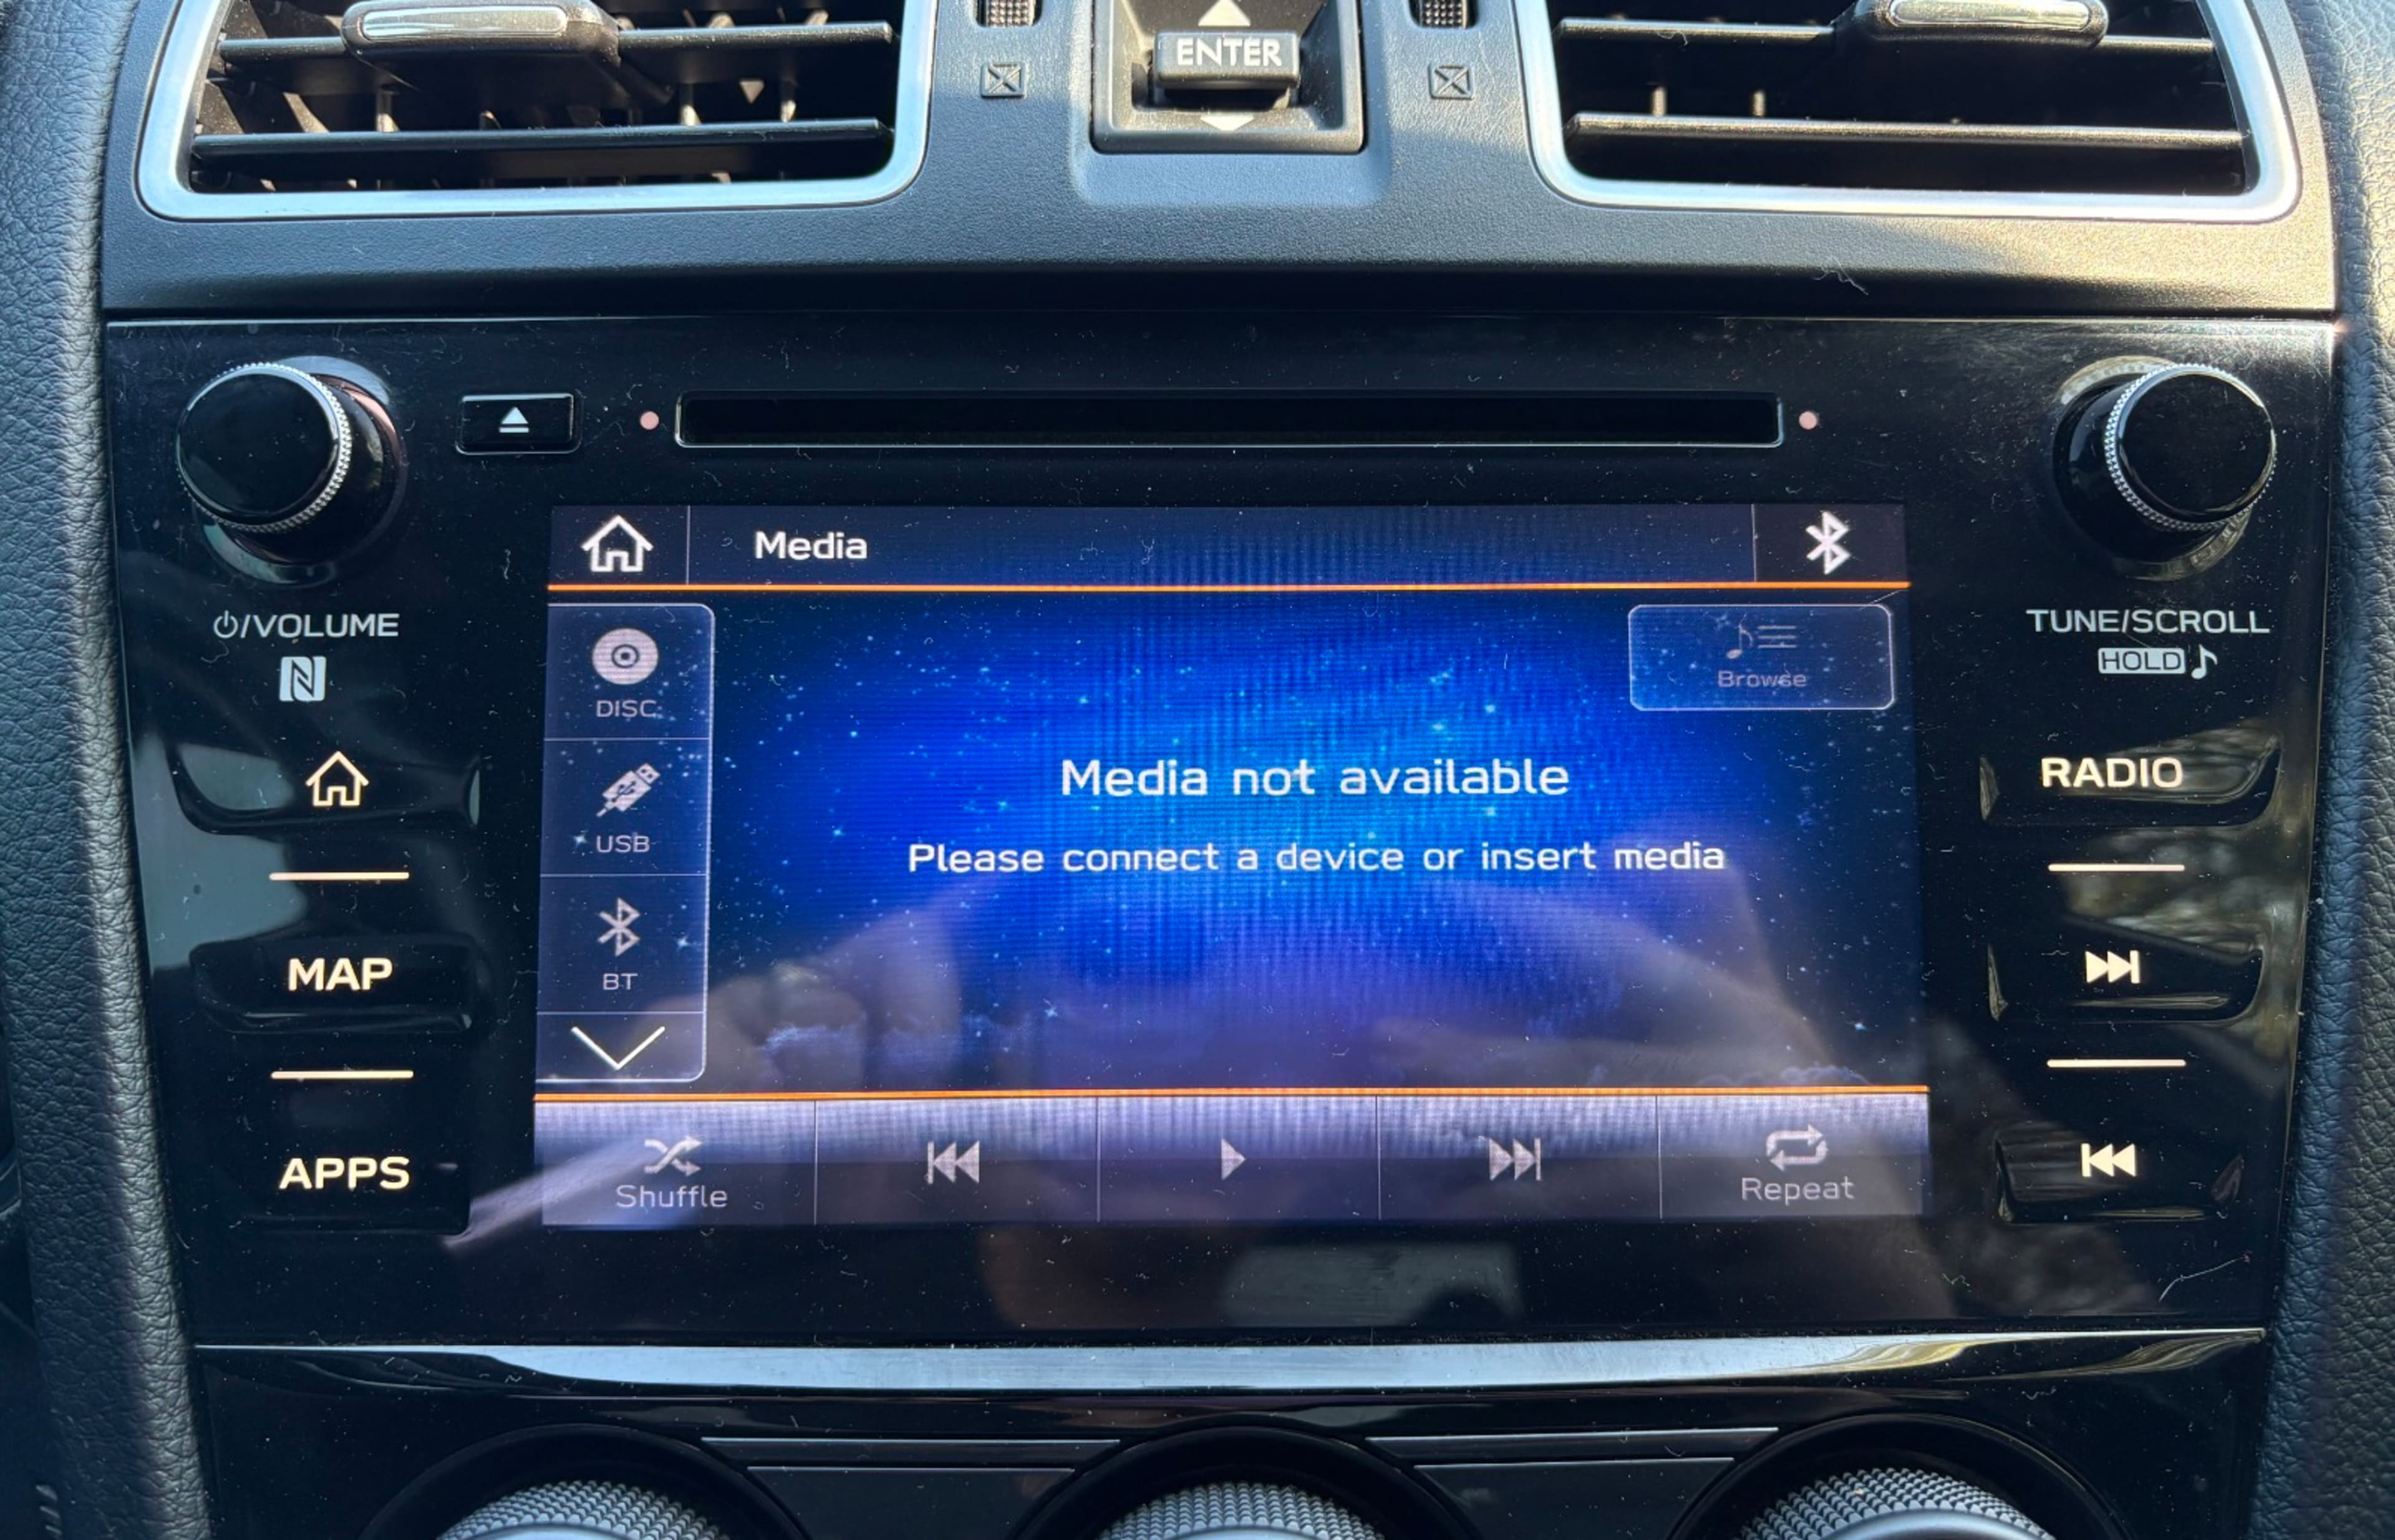 ENTER
VOLUME
TUNE/SCROLL
HOLD
RADIO
MAP
APPS
Media
DISC
USB
BT
Browse
Media not available
Please connect a device or insert media
Shuffle
Repeat